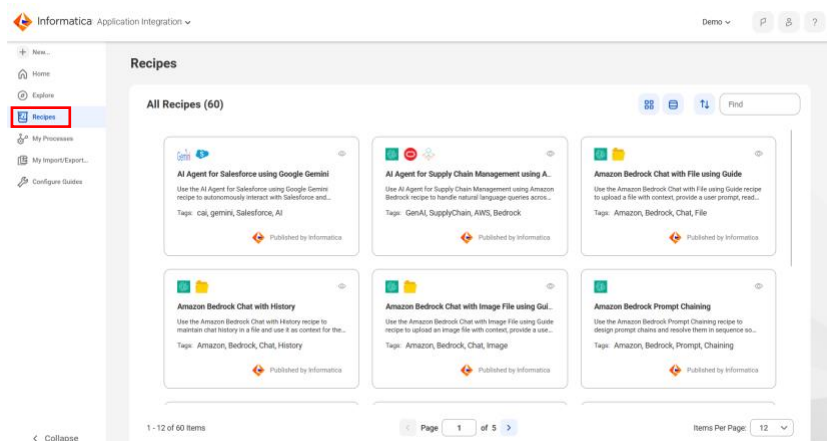 Informatica Application Integration
Demo
?
+ New...
Home
Explore
Recipes
My Processes
My Import/Export...
Configure Guides
Collapse
Recipes
All Recipes (60)
Find
AI Agent for Salesforce using Google Gemini
Use the AI Agent for Salesforce using Google Gemini
recipe to autonomously interact with Salesforce and...
Tags: cai, gemini, Salesforce, AI
Published by Informatica
AI Agent for Supply Chain Management using A..
Use AI Agent for Supply Chain Management using Amazon
Bedrock recipe to handle natural language queries acros...
Tags: GenAI, SupplyChain, AWS, Bedrock
Published by Informatica
Amazon Bedrock Chat with File using Guide
Use the Amazon Bedrock Chat with File using Guide recipe
to upload a file with context, provide a user prompt, read...
Tags: Amazon, Bedrock, Chat, File
Published by Informatica
Amazon Bedrock Chat with History
Use the Amazon Bedrock Chat with History recipe to
maintain chat history in a file and use it as context for the...
Tags: Amazon, Bedrock, Chat, History
Published by Informatica
Amazon Bedrock Chat with Image File using Gui..
Use the Amazon Bedrock Chat with Image File using Guide
recipe to upload an image file with context, provide a use...
Tags: Amazon, Bedrock, Chat, Image
Published by Informatica
Amazon Bedrock Prompt Chaining
Use the Amazon Bedrock Prompt Chaining recipe to
design prompt chains and resolve them in sequence so...
Tags: Amazon, Bedrock, Prompt, Chaining
Published by Informatica
1 - 12 of 60 Items
Page 1 of 5
Items Per Page: 12